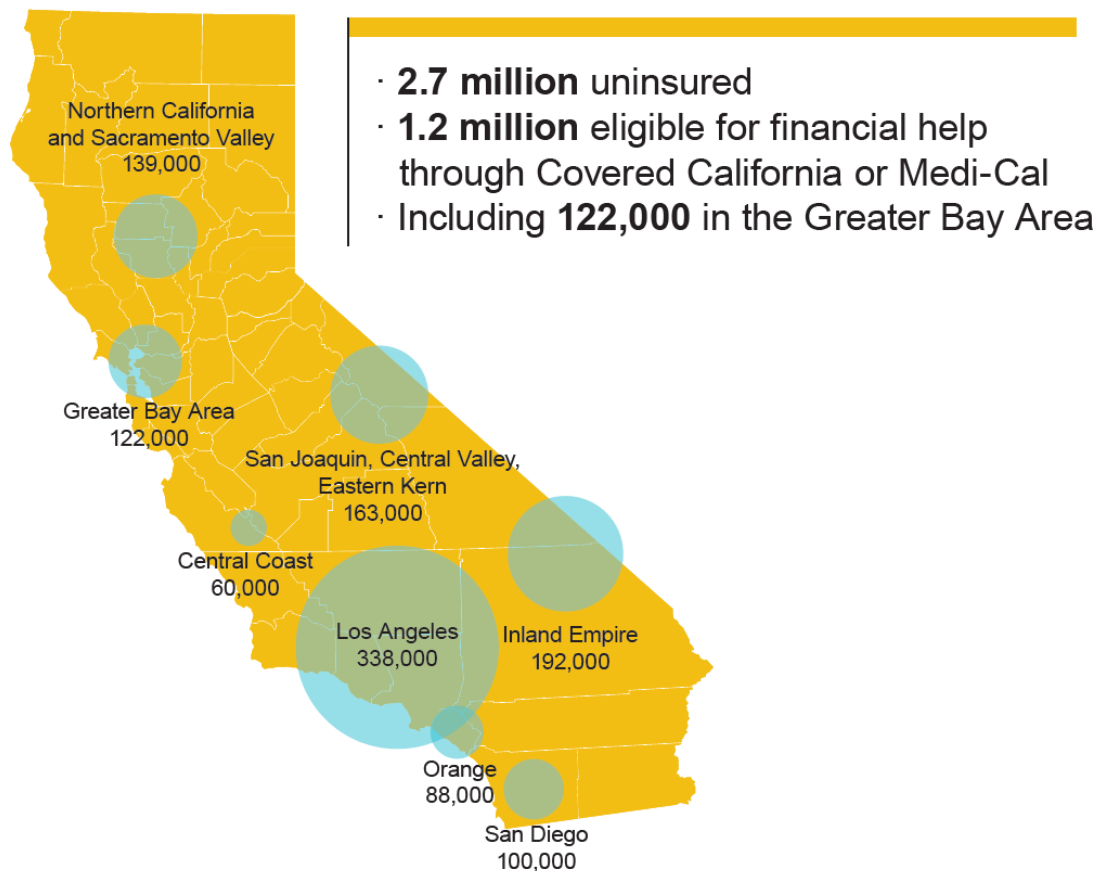 · 2.7 million uninsured
· 1.2 million eligible for financial help
through Covered California or Medi-Cal
· Including 122,000 in the Greater Bay Area
Northern California
and Sacramento Valley
139,000
Greater Bay Area
122,000
San Joaquin, Central Valley,
Eastern Kern
163,000
Central Coast
60,000
Los Angeles
338,000
Inland Empire
192,000
Orange
88,000
San Diego
100,000